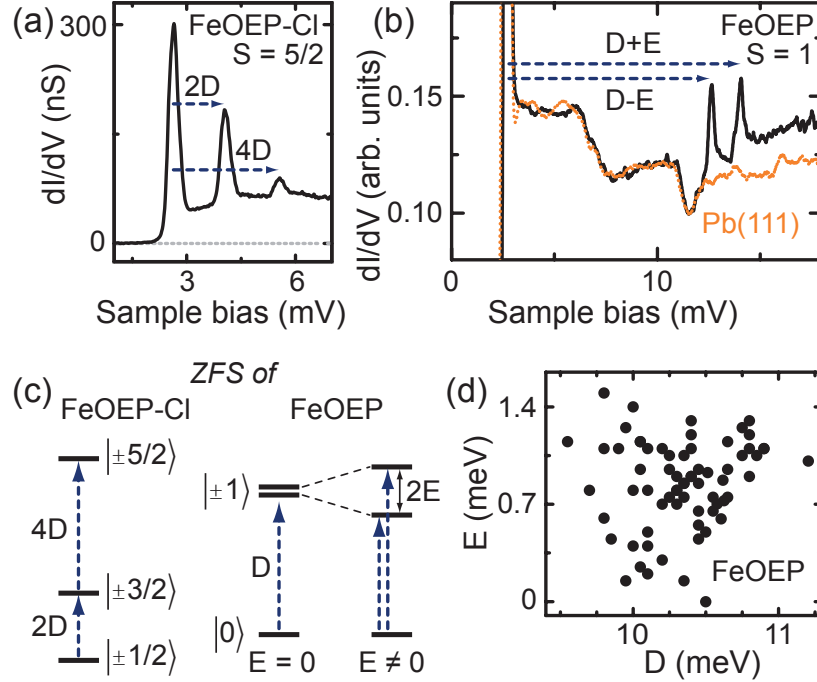 (a)
FeOEP-Cl
S = 5/2
300
2D
4D
0
dI/dV (nS)
3
6
Sample bias (mV)
(b)
FeOEP
S = 1
D+E
D–E
0.15
0.10
dI/dV (arb. units)
Pb(111)
0
10
Sample bias (mV)
(c)
ZFS of
FeOEP-Cl
FeOEP
|±5/2⟩
4D
|±3/2⟩
2D
|±1/2⟩
|±1⟩
2E
D
|0⟩
E = 0
E ≠ 0
(d)
1.4
0.7
0
E (meV)
FeOEP
10
11
D (meV)